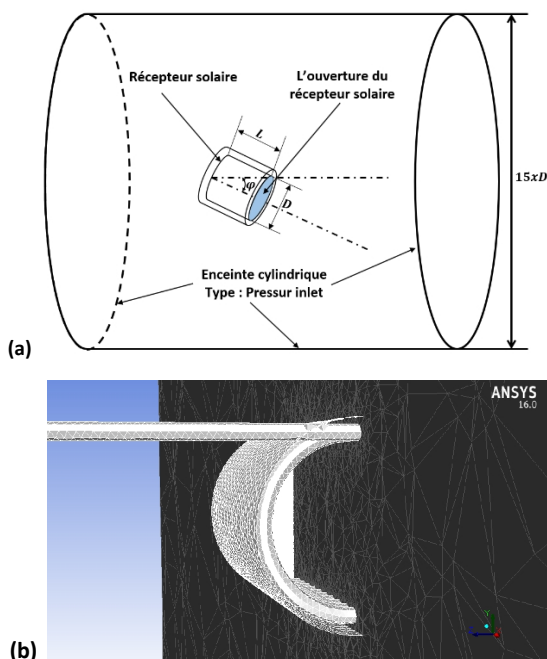 Récepteur solaire
L'ouverture du
récepteur solaire
L
φ
D
15xD
Enceinte cylindrique
Type : Pressur inlet
(a)
ANSYS
16.0
Y
(b)